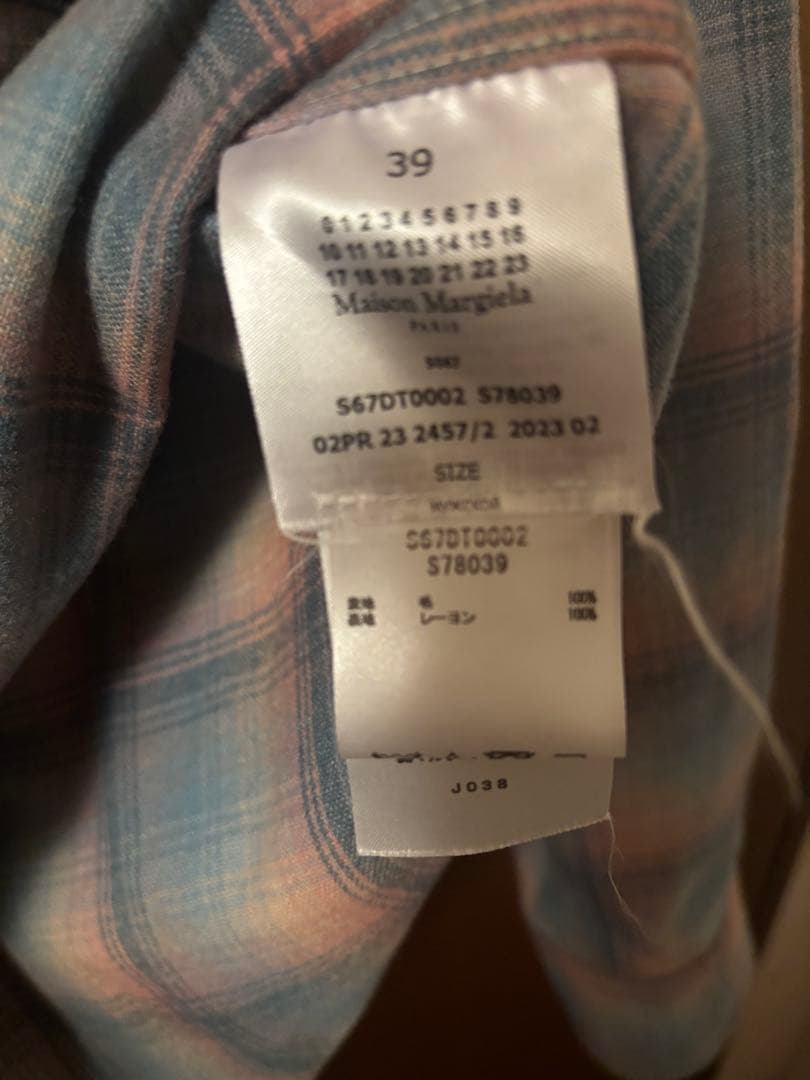 39
0 1 2 3 4 5 6 7 8 9
10 11 12 13 14 15 16
17 18 19 20 21 22 23
Maison Margiela
PARIS
S67DT0002 S78039
02PR 23 2457/2 2023 02
SIZE
S67DT0002
S78039
毛 100%
表地 レーヨン 100%
J038